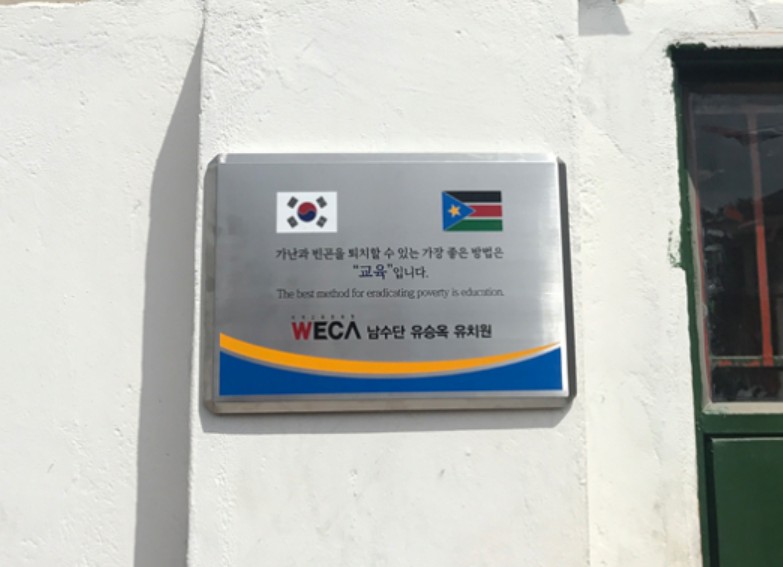 가난과 빈곤을 퇴치할 수 있는 가장 좋은 방법은
"교육"입니다.
The best method for eradicating poverty is education.
WECA 남수단 유승옥 유치원